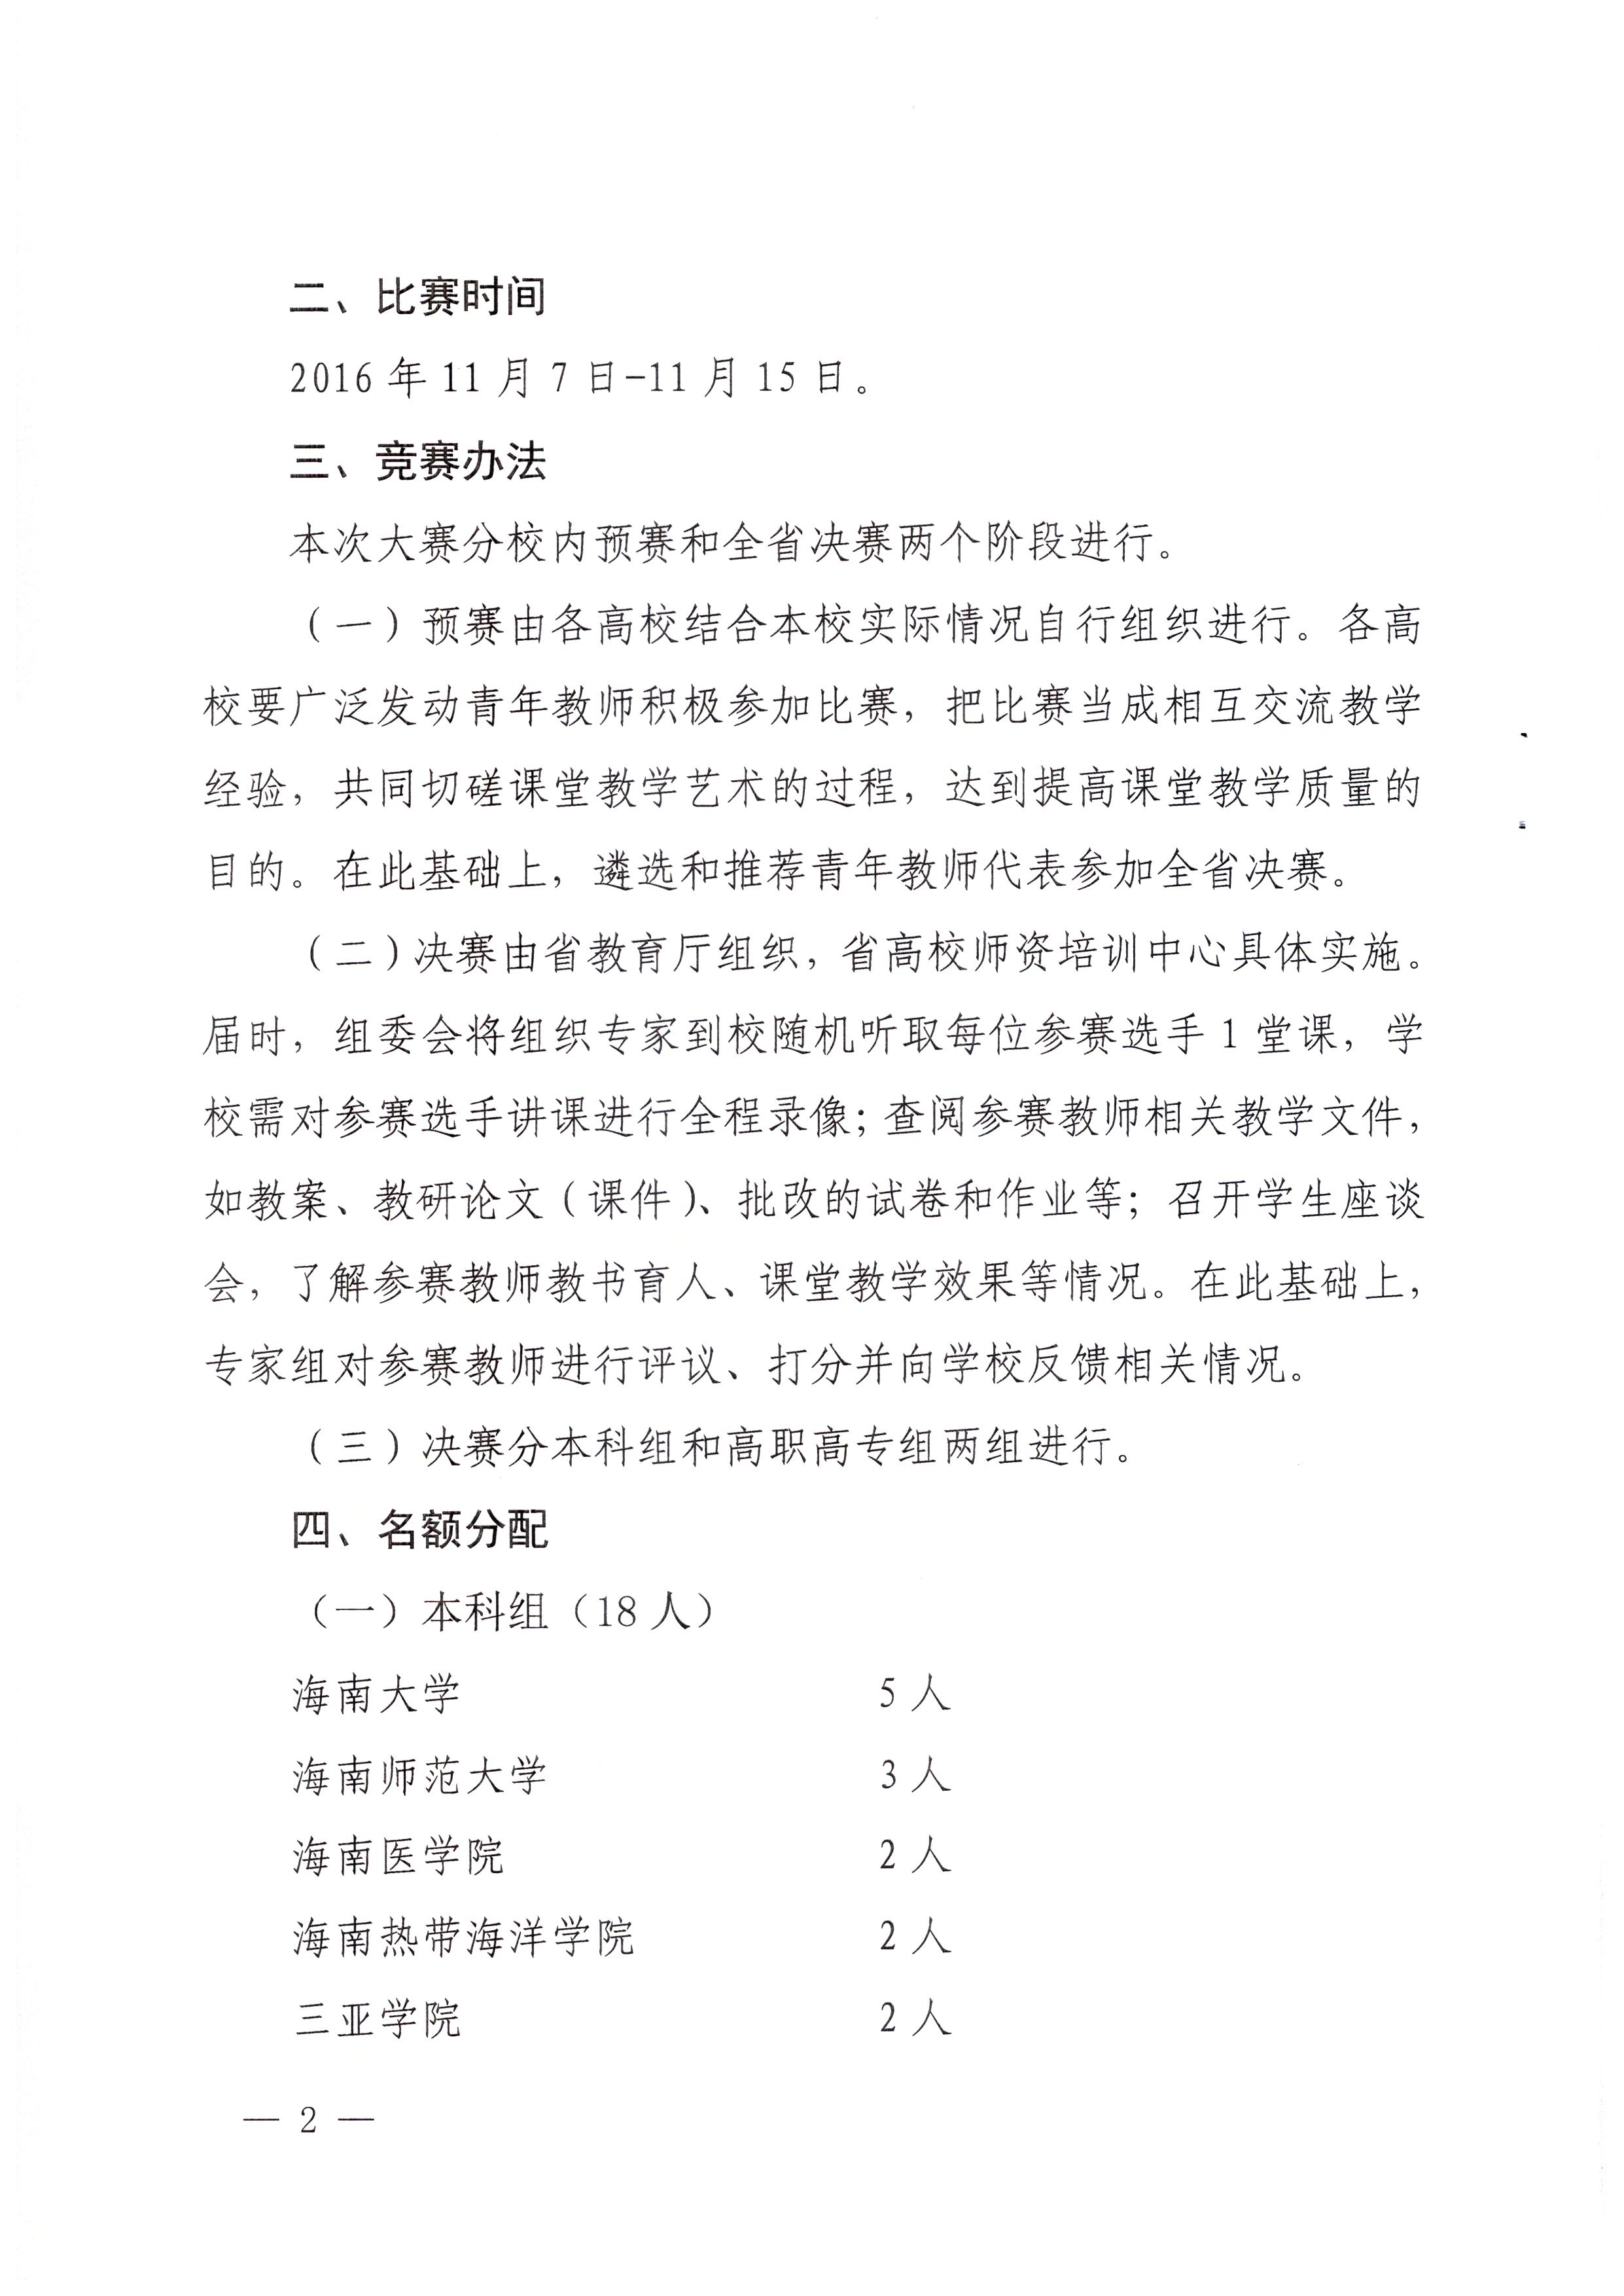 二、比赛时间
2016 年 11 月 7 日-11 月 15 日。
三、竞赛办法
本次大赛分校内预赛和全省决赛两个阶段进行。
（一）预赛由各高校结合本校实际情况自行组织进行。各高
校要广泛发动青年教师积极参加比赛，把比赛当成相互交流教学
经验，共同切磋课堂教学艺术的过程，达到提高课堂教学质量的
目的。在此基础上，遴选和推荐青年教师代表参加全省决赛。
（二）决赛由省教育厅组织，省高校师资培训中心具体实施。
届时，组委会将组织专家到校随机听取每位参赛选手 1 堂课，学
校需对参赛选手讲课进行全程录像；查阅参赛教师相关教学文件，
如教案、教研论文（课件）、批改的试卷和作业等；召开学生座谈
会，了解参赛教师教书育人、课堂教学效果等情况。在此基础上，
专家组对参赛教师进行评议、打分并向学校反馈相关情况。
（三）决赛分本科组和高职高专组两组进行。
四、名额分配
（一）本科组（18 人）
海南大学 5 人
海南师范大学 3 人
海南医学院 2 人
海南热带海洋学院 2 人
三亚学院 2 人
— 2 —